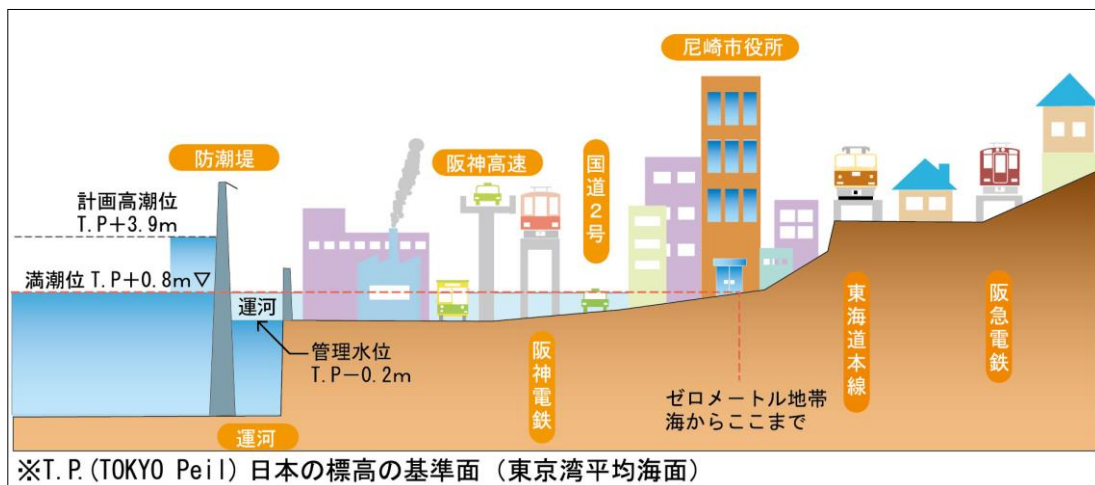 尼崎市役所
防潮堤
阪神高速
国道２号
計画高潮位
T.P+3.9m
満潮位 T.P+0.8m▽
運河
管理水位
T.P−0.2m
阪神電鉄
ゼロメートル地帯
海からここまで
東海道本線
阪急電鉄
運河
※T.P.(TOKYO Peil) 日本の標高の基準面（東京湾平均海面）